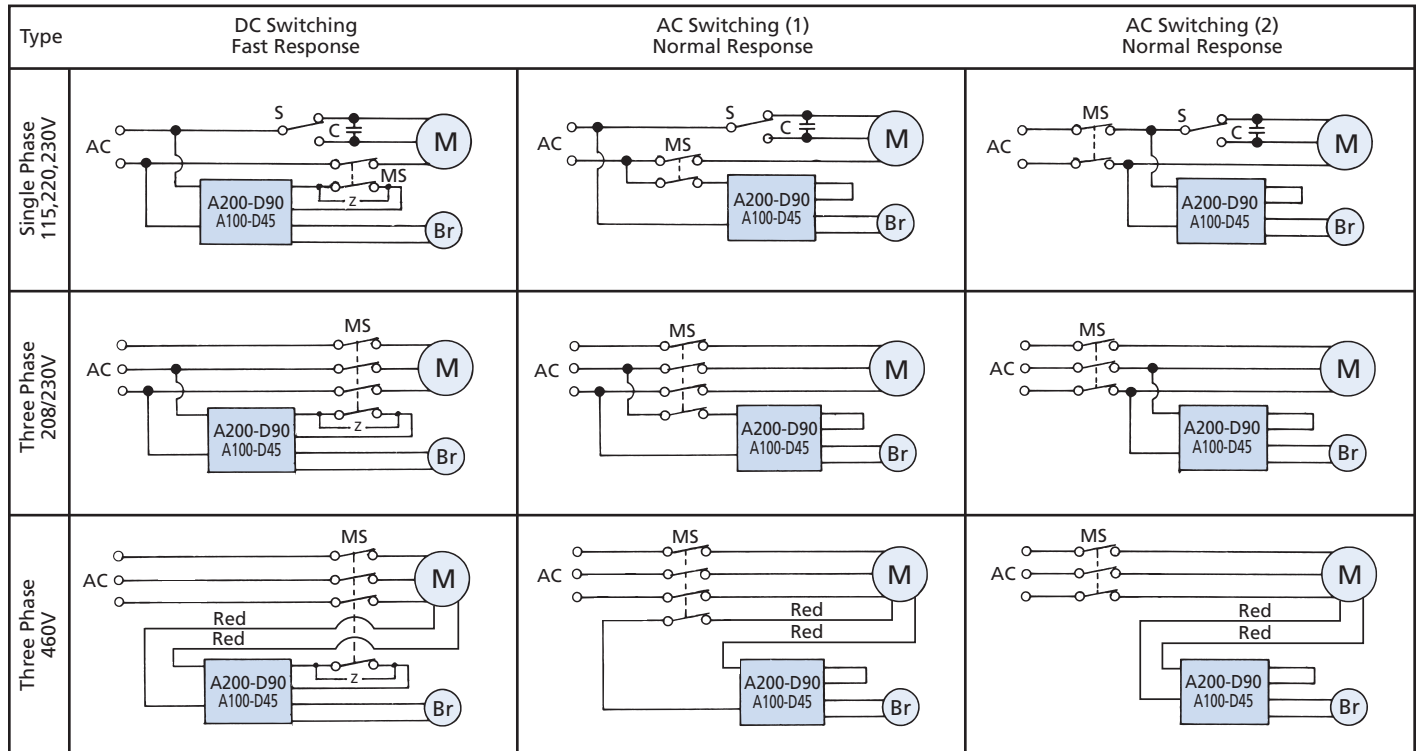 Type
DC Switching
Fast Response
AC Switching (1)
Normal Response
AC Switching (2)
Normal Response
Single Phase
115,220,230V
AC
S
C
M
MS
Z
A200-D90
A100-D45
Br
AC
S
C
M
MS
A200-D90
A100-D45
Br
AC
MS
S
C
M
A200-D90
A100-D45
Br
Three Phase
208/230V
MS
AC
M
A200-D90
A100-D45
Z
Br
MS
AC
M
A200-D90
A100-D45
Br
MS
AC
M
A200-D90
A100-D45
Br
Three Phase
460V
MS
AC
M
Red
Red
A200-D90
A100-D45
Z
Br
MS
AC
M
Red
Red
A200-D90
A100-D45
Br
MS
AC
M
Red
Red
A200-D90
A100-D45
Br